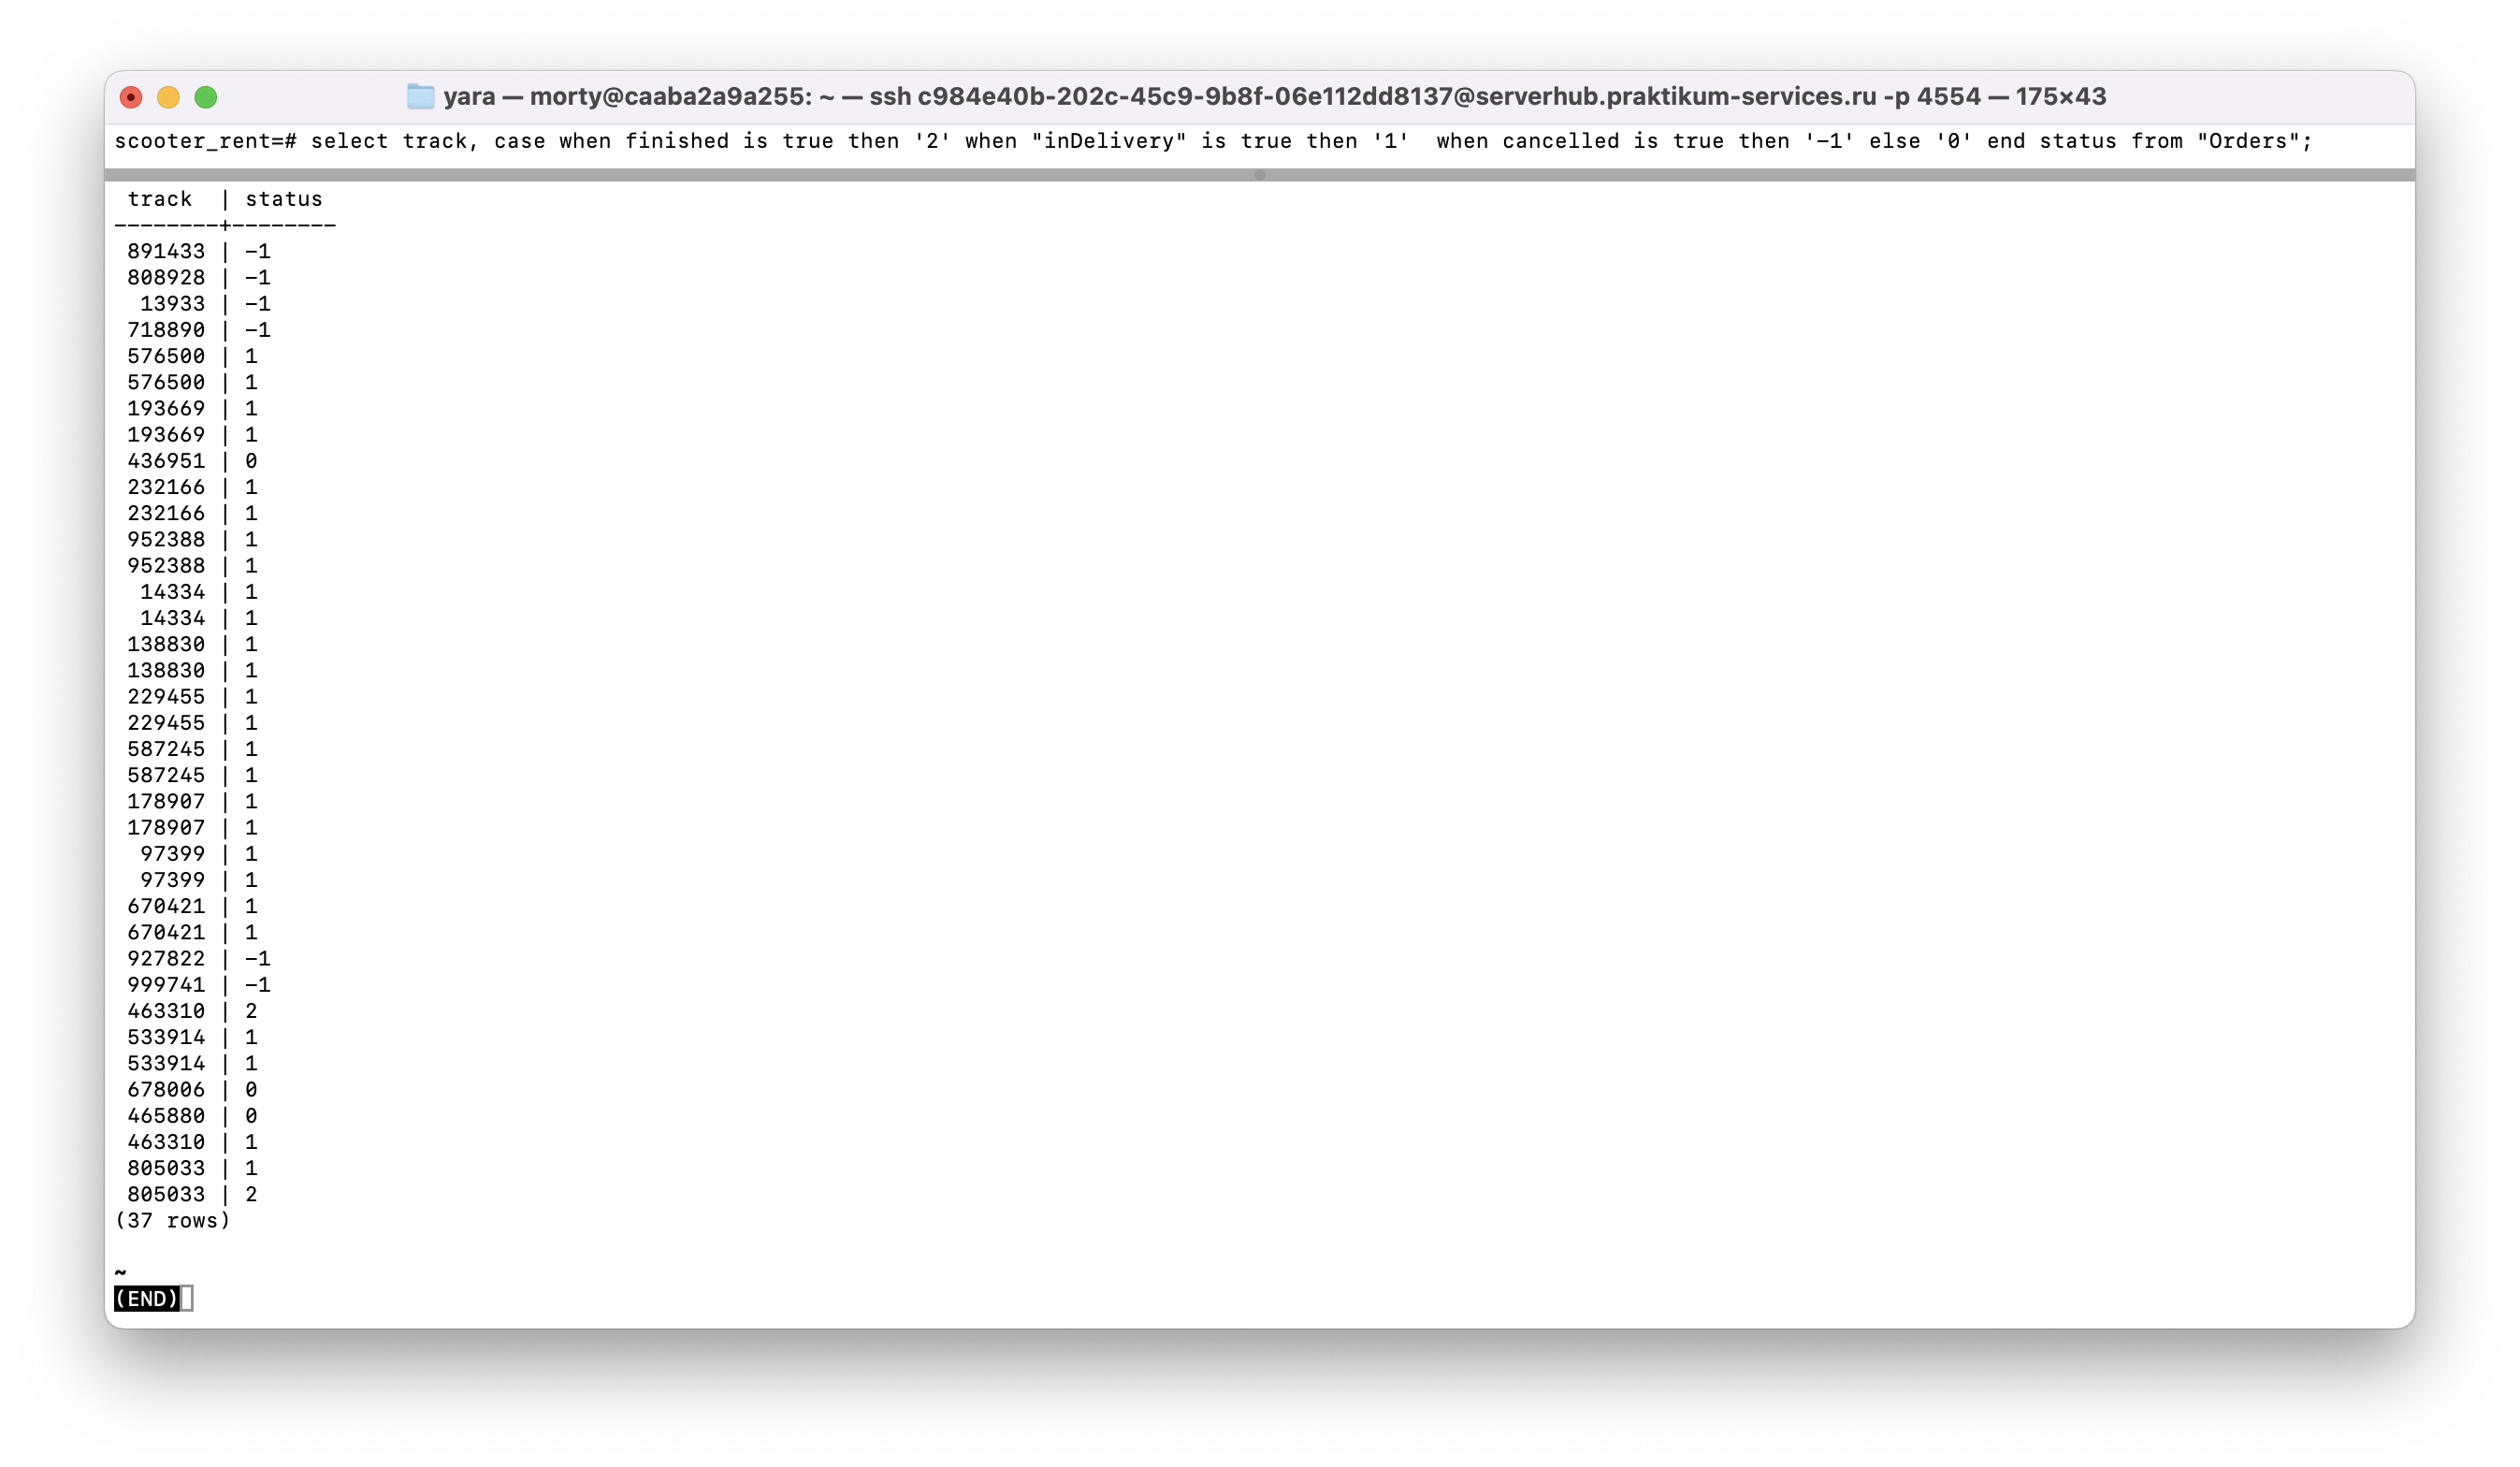 yara — morty@caaba2a9a255: ~ — ssh c984e40b-202c-45c9-9b8f-06e112dd8137@serverhub.praktikum-services.ru -p 4554 — 175×43
scooter_rent=# select track, case when finished is true then '2' when "inDelivery" is true then '1'  when cancelled is true then '-1' else '0' end status from "Orders";
 track  | status
--------+--------
 891433 | -1
 808928 | -1
  13933 | -1
 718890 | -1
 576500 | 1
 576500 | 1
 193669 | 1
 193669 | 1
 436951 | 0
 232166 | 1
 232166 | 1
 952388 | 1
 952388 | 1
  14334 | 1
  14334 | 1
 138830 | 1
 138830 | 1
 229455 | 1
 229455 | 1
 587245 | 1
 587245 | 1
 178907 | 1
 178907 | 1
  97399 | 1
  97399 | 1
 670421 | 1
 670421 | 1
 927822 | -1
 999741 | -1
 463310 | 2
 533914 | 1
 533914 | 1
 678006 | 0
 465880 | 0
 463310 | 1
 805033 | 1
 805033 | 2
(37 rows)
~
(END)